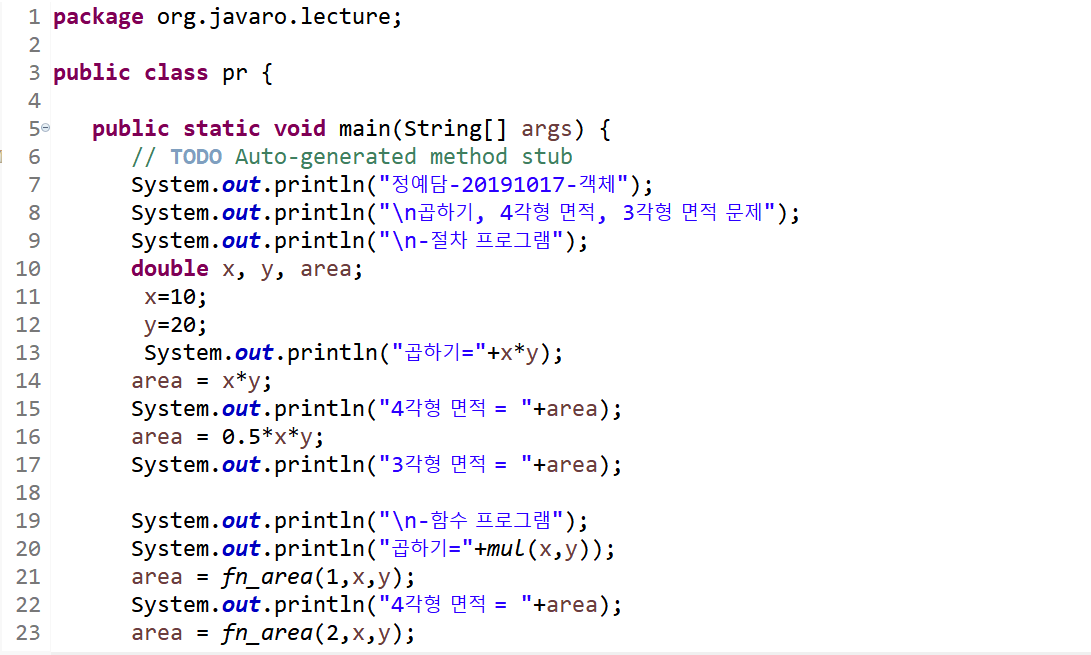 1 package org.javaro.lecture;
2
3 public class pr {
4
5 public static void main(String[] args) {
6 // TODO Auto-generated method stub
7 System.out.println("정예담-20191017-객체");
8 System.out.println("\n곱하기, 4각형 면적, 3각형 면적 문제");
9 System.out.println("\n-절차 프로그램");
10 double x, y, area;
11 x=10;
12 y=20;
13 System.out.println("곱하기="+x*y);
14 area = x*y;
15 System.out.println("4각형 면적 = "+area);
16 area = 0.5*x*y;
17 System.out.println("3각형 면적 = "+area);
18
19 System.out.println("\n-함수 프로그램");
20 System.out.println("곱하기="+mul(x,y));
21 area = fn_area(1,x,y);
22 System.out.println("4각형 면적 = "+area);
23 area = fn_area(2,x,y);